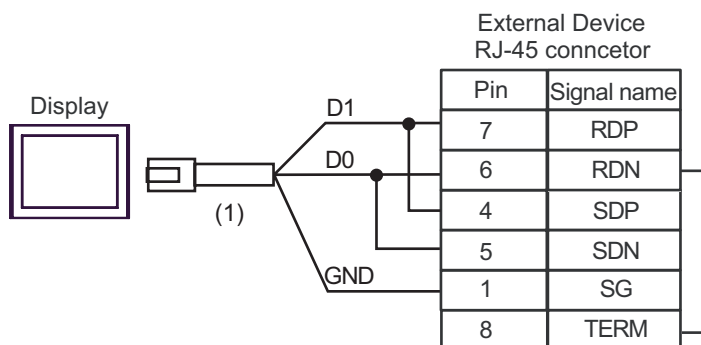 External Device
RJ-45 conncetor
Display
(1)
D1
D0
GND
Pin Signal name
7 RDP
6 RDN
4 SDP
5 SDN
1 SG
8 TERM